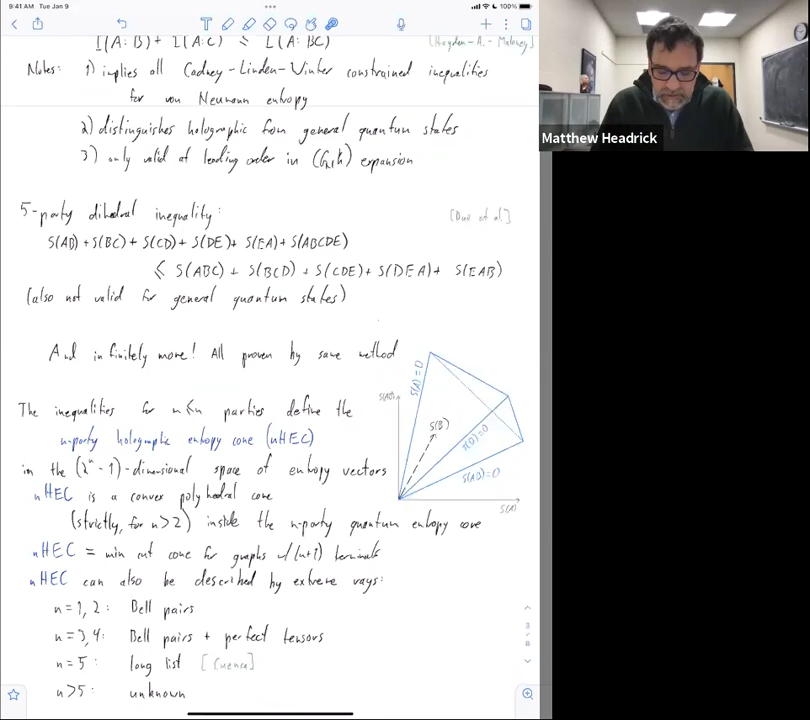 9:41 AM Tue Jan 9
100%
I(A:B) + I(A:C) ≤ I(A:BC) [Hayden-A.-Maloney]
Notes: 1) implies all Cadney-Linden-Winter constrained inequalities
for von Neumann entropy
2) distinguishes holographic from general quantum states
3) only valid at leading order in (G_N ħ) expansion
5-party dihedral inequality: [Bao et al.]
S(AB) + S(BC) + S(CD) + S(DE) + S(EA) + S(ABCDE)
≤ S(ABC) + S(BCD) + S(CDE) + S(DEA) + S(EAB)
(also not valid for general quantum states)
And infinitely more! All proven by same method
The inequalities for n parties define the
n-party holographic entropy cone (nHEC)
in the (2^n - 1)-dimensional space of entropy vectors
nHEC is a convex polyhedral cone
(strictly, for n>2) inside the n-party quantum entropy cone
nHEC = min cut cone for graphs w/ (n+1) terminals
nHEC can also be described by extreme rays:
n=1,2: Bell pairs
n=3,4: Bell pairs + perfect tensors
n=5: long list [Cuenca]
n>5: unknown
S(AB)
S(A)=0
S(B)
S(AB)=0
S(A)
Matthew Headrick